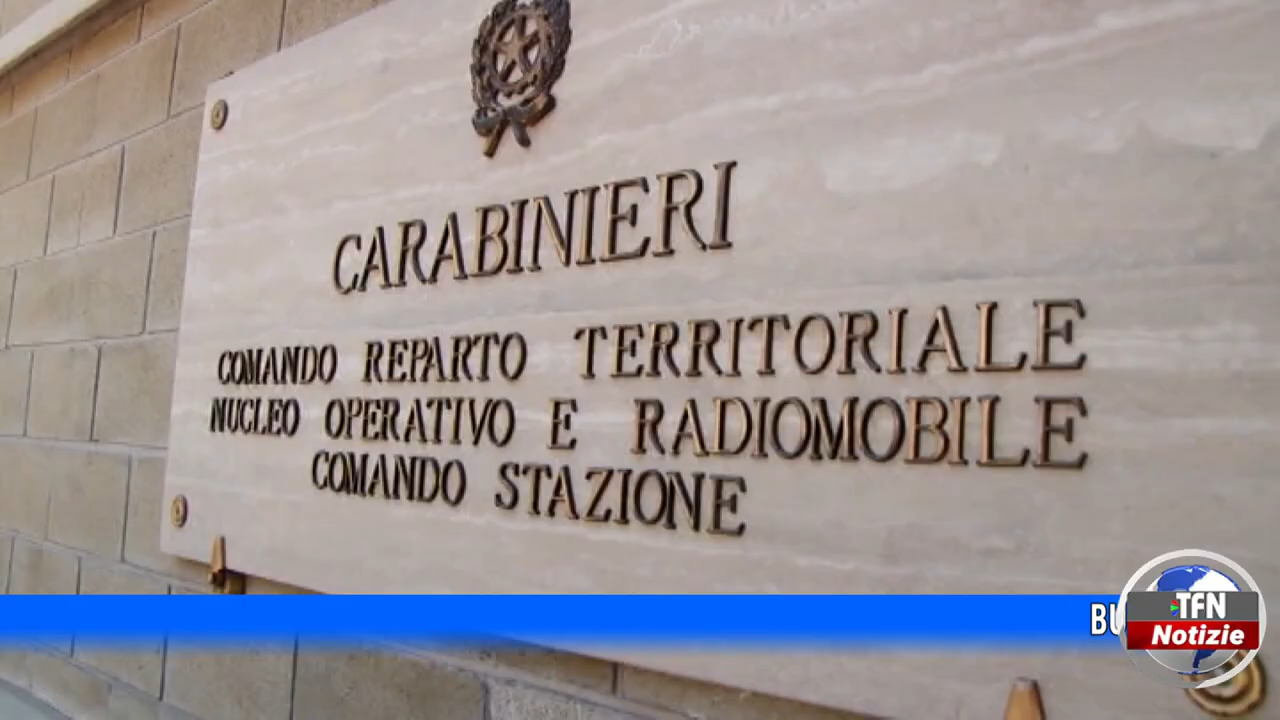 CARABINIERI
COMANDO REPARTO TERRITORIALE
NUCLEO OPERATIVO E RADIOMOBILE
COMANDO STAZIONE
TFN
Notizie